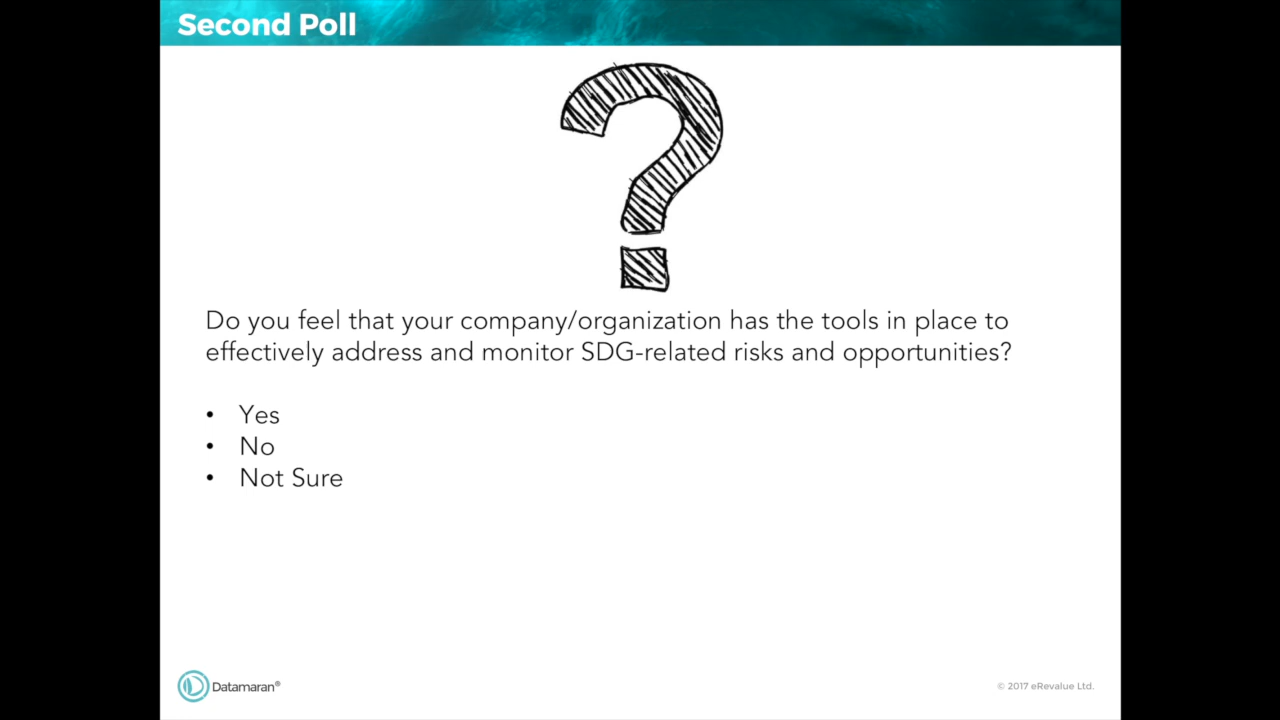 Second Poll
Do you feel that your company/organization has the tools in place to
effectively address and monitor SDG-related risks and opportunities?
• Yes
• No
• Not Sure
Datamaran®
© 2017 eRevalue Ltd.